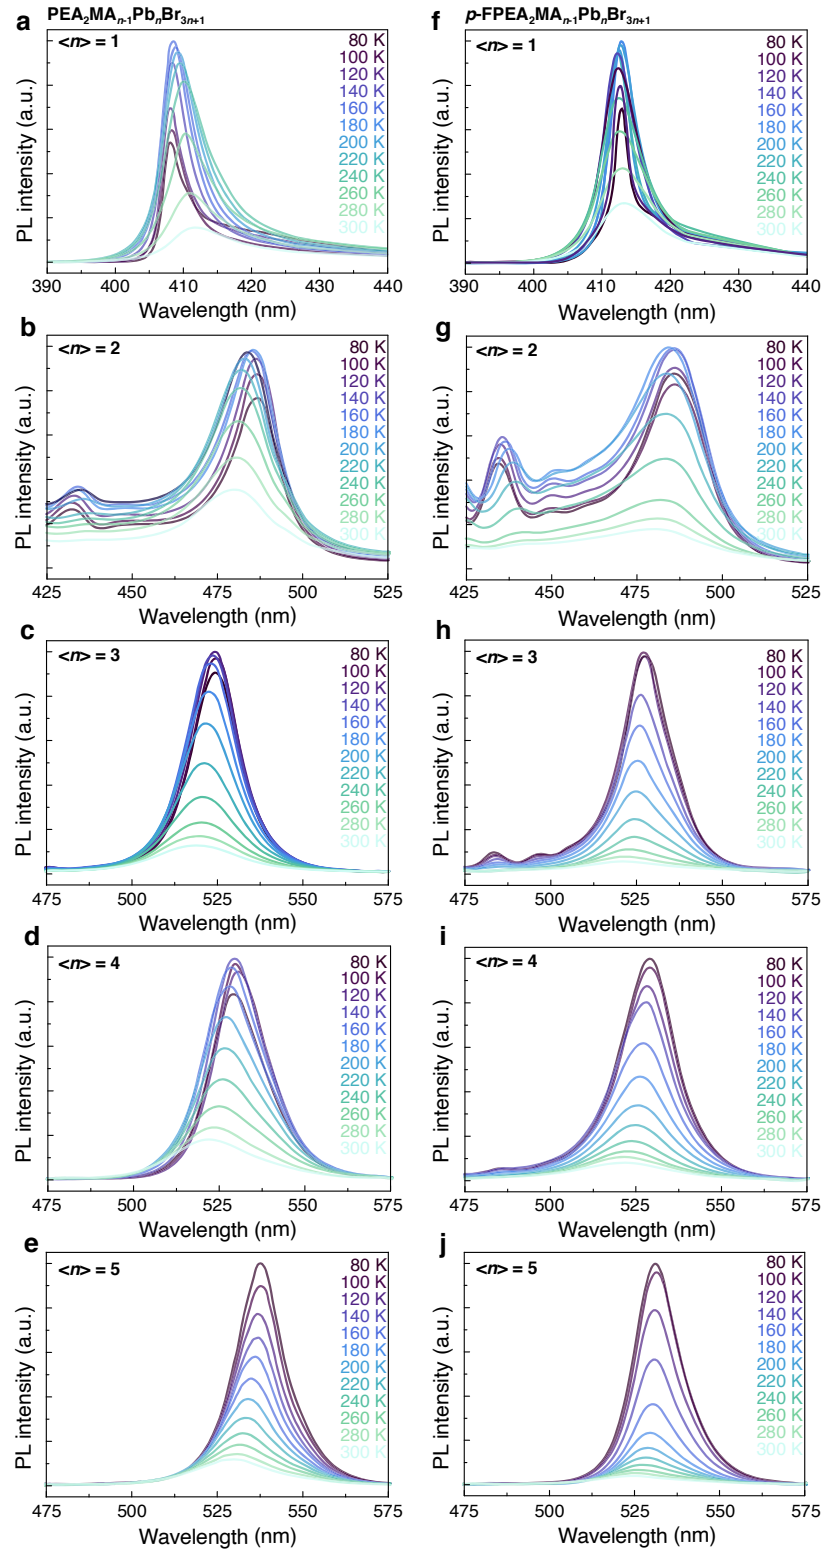 PEA2MAn-1PbnBr3n+1
a
<n> = 1
80 K
100 K
120 K
140 K
160 K
180 K
200 K
220 K
240 K
260 K
280 K
300 K
PL intensity (a.u.)
390 400 410 420 430 440
Wavelength (nm)
b
<n> = 2
80 K
100 K
120 K
140 K
160 K
180 K
200 K
220 K
240 K
260 K
280 K
300 K
PL intensity (a.u.)
425 450 475 500 525
Wavelength (nm)
c
<n> = 3
80 K
100 K
120 K
140 K
160 K
180 K
200 K
220 K
240 K
260 K
280 K
300 K
PL intensity (a.u.)
475 500 525 550 575
Wavelength (nm)
d
<n> = 4
80 K
100 K
120 K
140 K
160 K
180 K
200 K
220 K
240 K
260 K
280 K
300 K
PL intensity (a.u.)
475 500 525 550 575
Wavelength (nm)
e
<n> = 5
80 K
100 K
120 K
140 K
160 K
180 K
200 K
220 K
240 K
260 K
280 K
300 K
PL intensity (a.u.)
475 500 525 550 575
Wavelength (nm)
p-FPEA2MAn-1PbnBr3n+1
f
<n> = 1
80 K
100 K
120 K
140 K
160 K
180 K
200 K
220 K
240 K
260 K
280 K
300 K
PL intensity (a.u.)
390 400 410 420 430 440
Wavelength (nm)
g
<n> = 2
80 K
100 K
120 K
140 K
160 K
180 K
200 K
220 K
240 K
260 K
280 K
300 K
PL intensity (a.u.)
425 450 475 500 525
Wavelength (nm)
h
<n> = 3
80 K
100 K
120 K
140 K
160 K
180 K
200 K
220 K
240 K
260 K
280 K
300 K
PL intensity (a.u.)
475 500 525 550 575
Wavelength (nm)
i
<n> = 4
80 K
100 K
120 K
140 K
160 K
180 K
200 K
220 K
240 K
260 K
280 K
300 K
PL intensity (a.u.)
475 500 525 550 575
Wavelength (nm)
j
<n> = 5
80 K
100 K
120 K
140 K
160 K
180 K
200 K
220 K
240 K
260 K
280 K
300 K
PL intensity (a.u.)
475 500 525 550 575
Wavelength (nm)